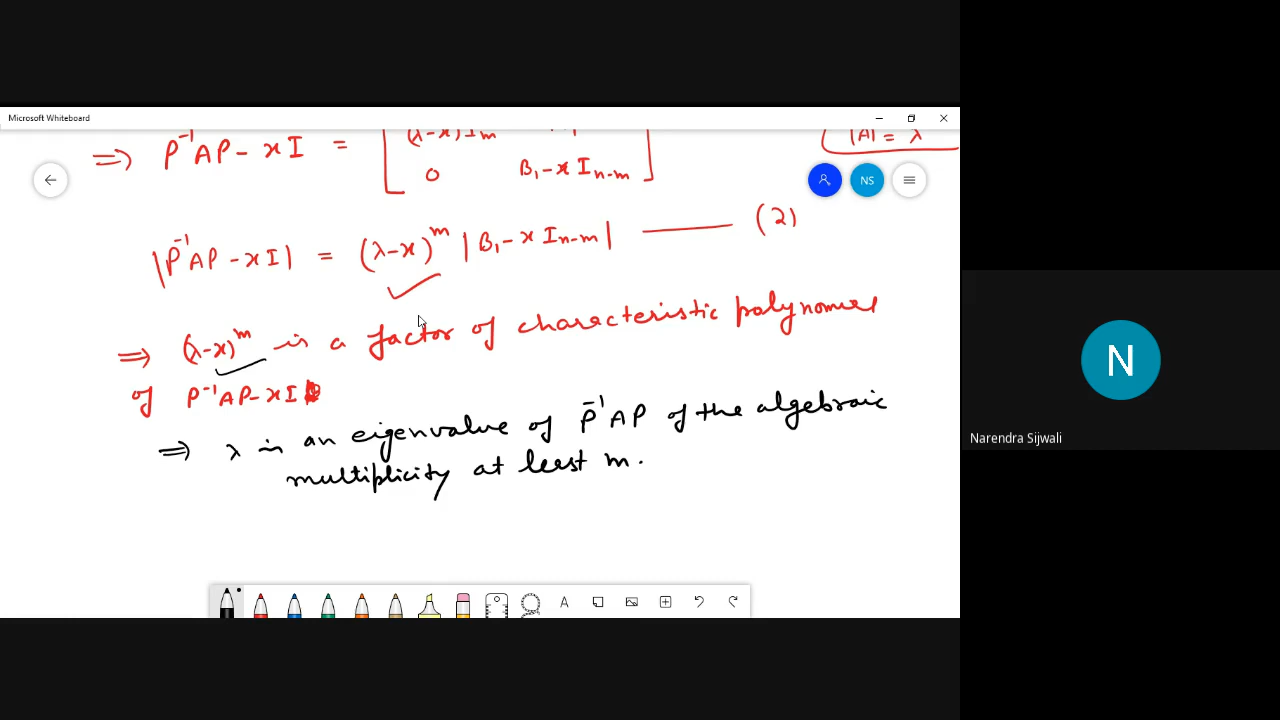 Microsoft Whiteboard
⇒ P⁻¹AP - xI = [ (λ-x)Im
0 B₁-x Iₙ₋ₘ ]
|A| = λ
NS
|P⁻¹AP - xI| = (λ-x)ᵐ |B₁-x Iₙ₋ₘ| —— (2)
⇒ (λ-x)ᵐ is a factor of characteristic polynomial
of P⁻¹AP-xI
⇒ λ is an eigenvalue of P⁻¹AP of the algebraic
multiplicity at least m.
A
N
Narendra Sijwali